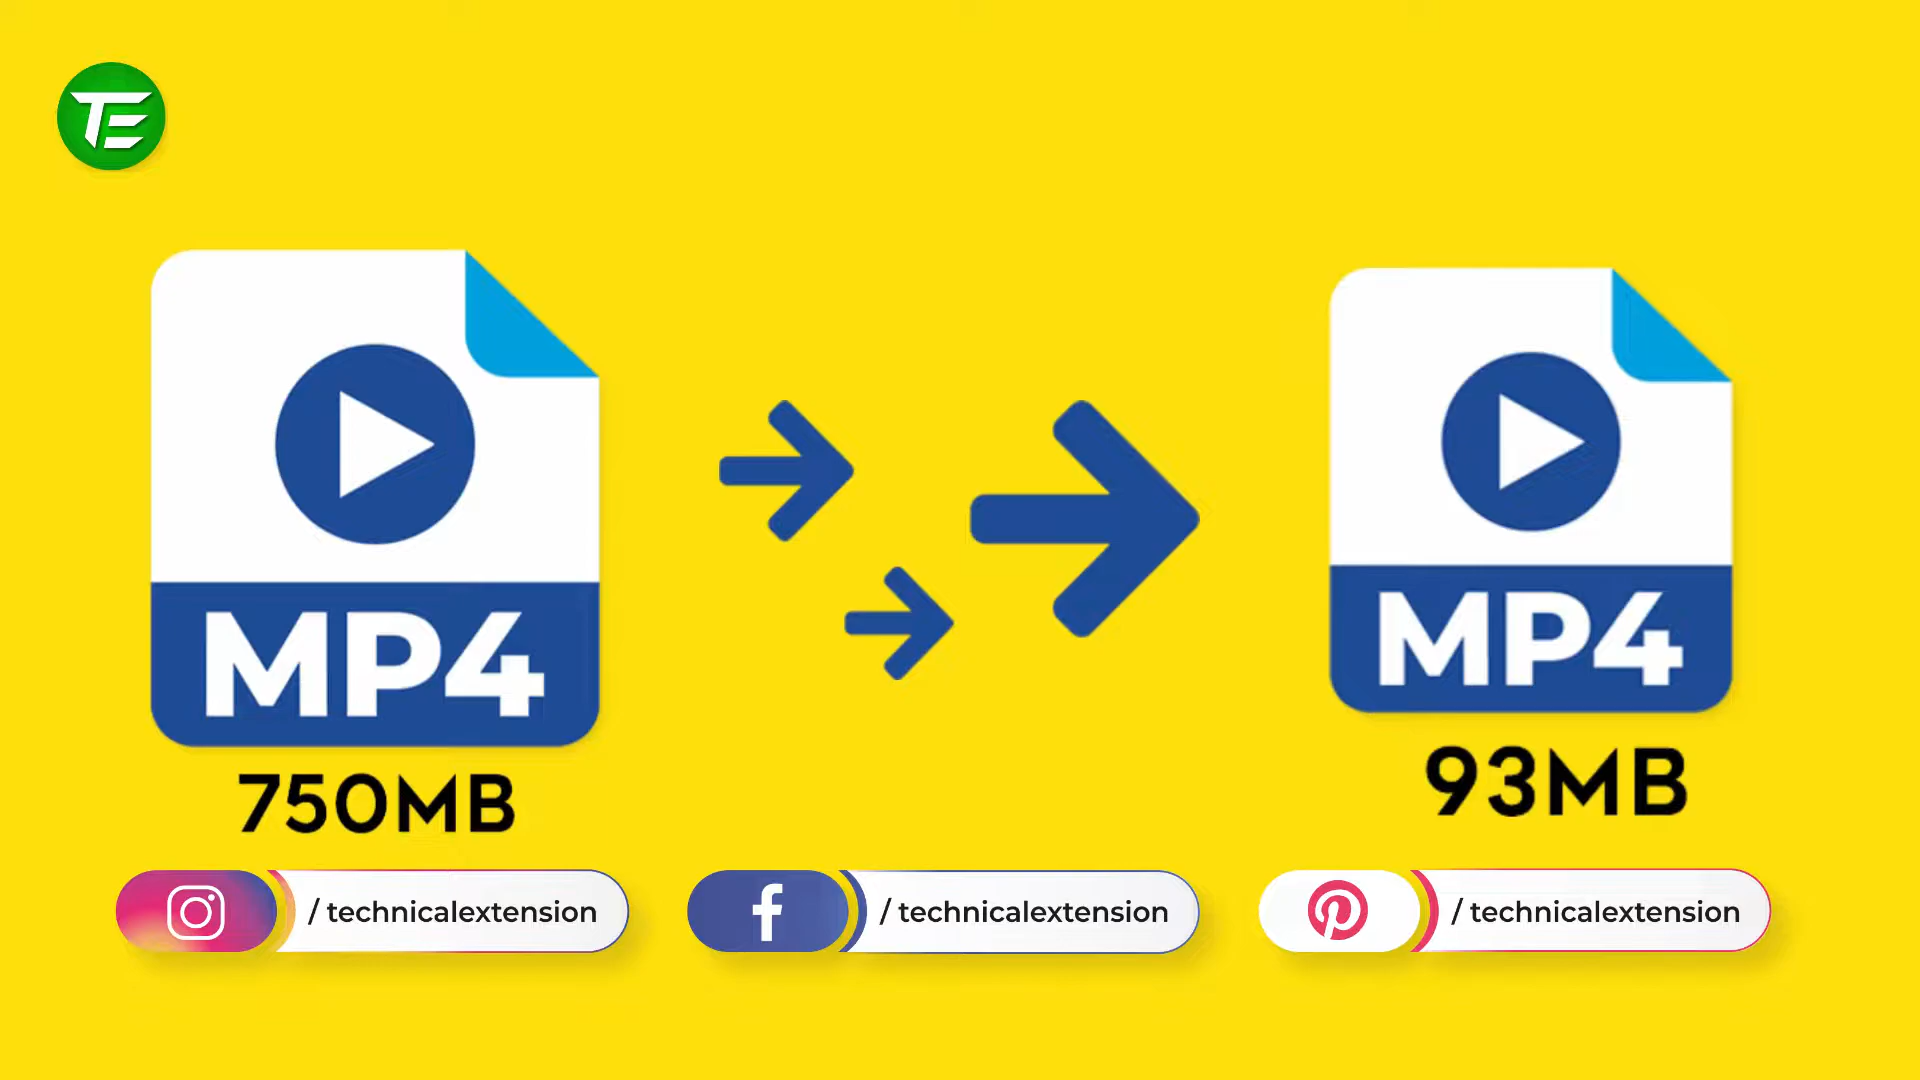 TE
MP4
MP4
750MB
93MB
/ technicalextension
/ technicalextension
/ technicalextension